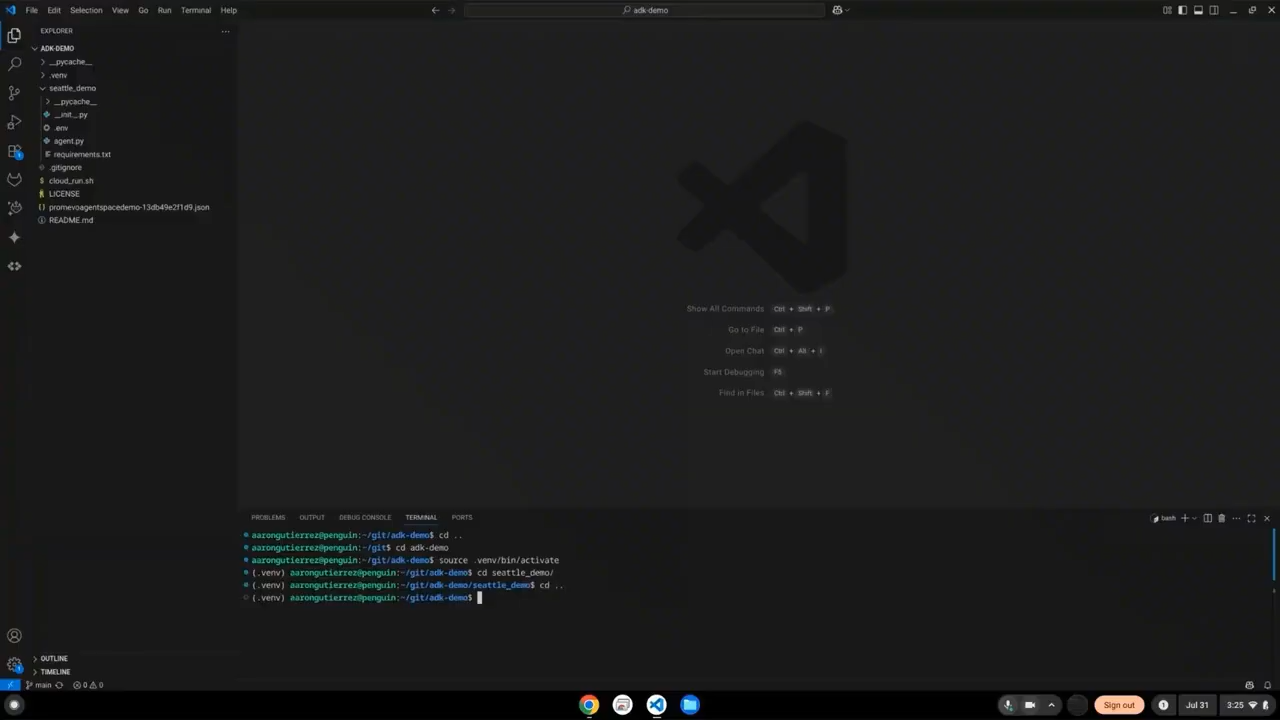 File Edit Selection View Go Run Terminal Help
adk-demo
EXPLORER
ADK-DEMO
__pycache__
.venv
seattle_demo
__pycache__
__init__.py
.env
agent.py
requirements.txt
.gitignore
$ cloud_run.sh
LICENSE
{} promevoagentspacedemo-13db49e2f1d9.json
README.md
Show All Commands Ctrl + Shift + P
Go to File Ctrl + P
Open Chat Ctrl + Alt + I
Start Debugging F5
Find in Files Ctrl + Shift + F
PROBLEMS OUTPUT DEBUG CONSOLE TERMINAL PORTS
bash
aarongutierrez@penguin:~/git/adk-demo$ cd ..
aarongutierrez@penguin:~/git$ cd adk-demo
aarongutierrez@penguin:~/git/adk-demo$ source .venv/bin/activate
(.venv) aarongutierrez@penguin:~/git/adk-demo$ cd seattle_demo/
(.venv) aarongutierrez@penguin:~/git/adk-demo/seattle_demo$ cd ..
(.venv) aarongutierrez@penguin:~/git/adk-demo$
OUTLINE
TIMELINE
main 0 0
Sign out 1 Jul 31 3:25